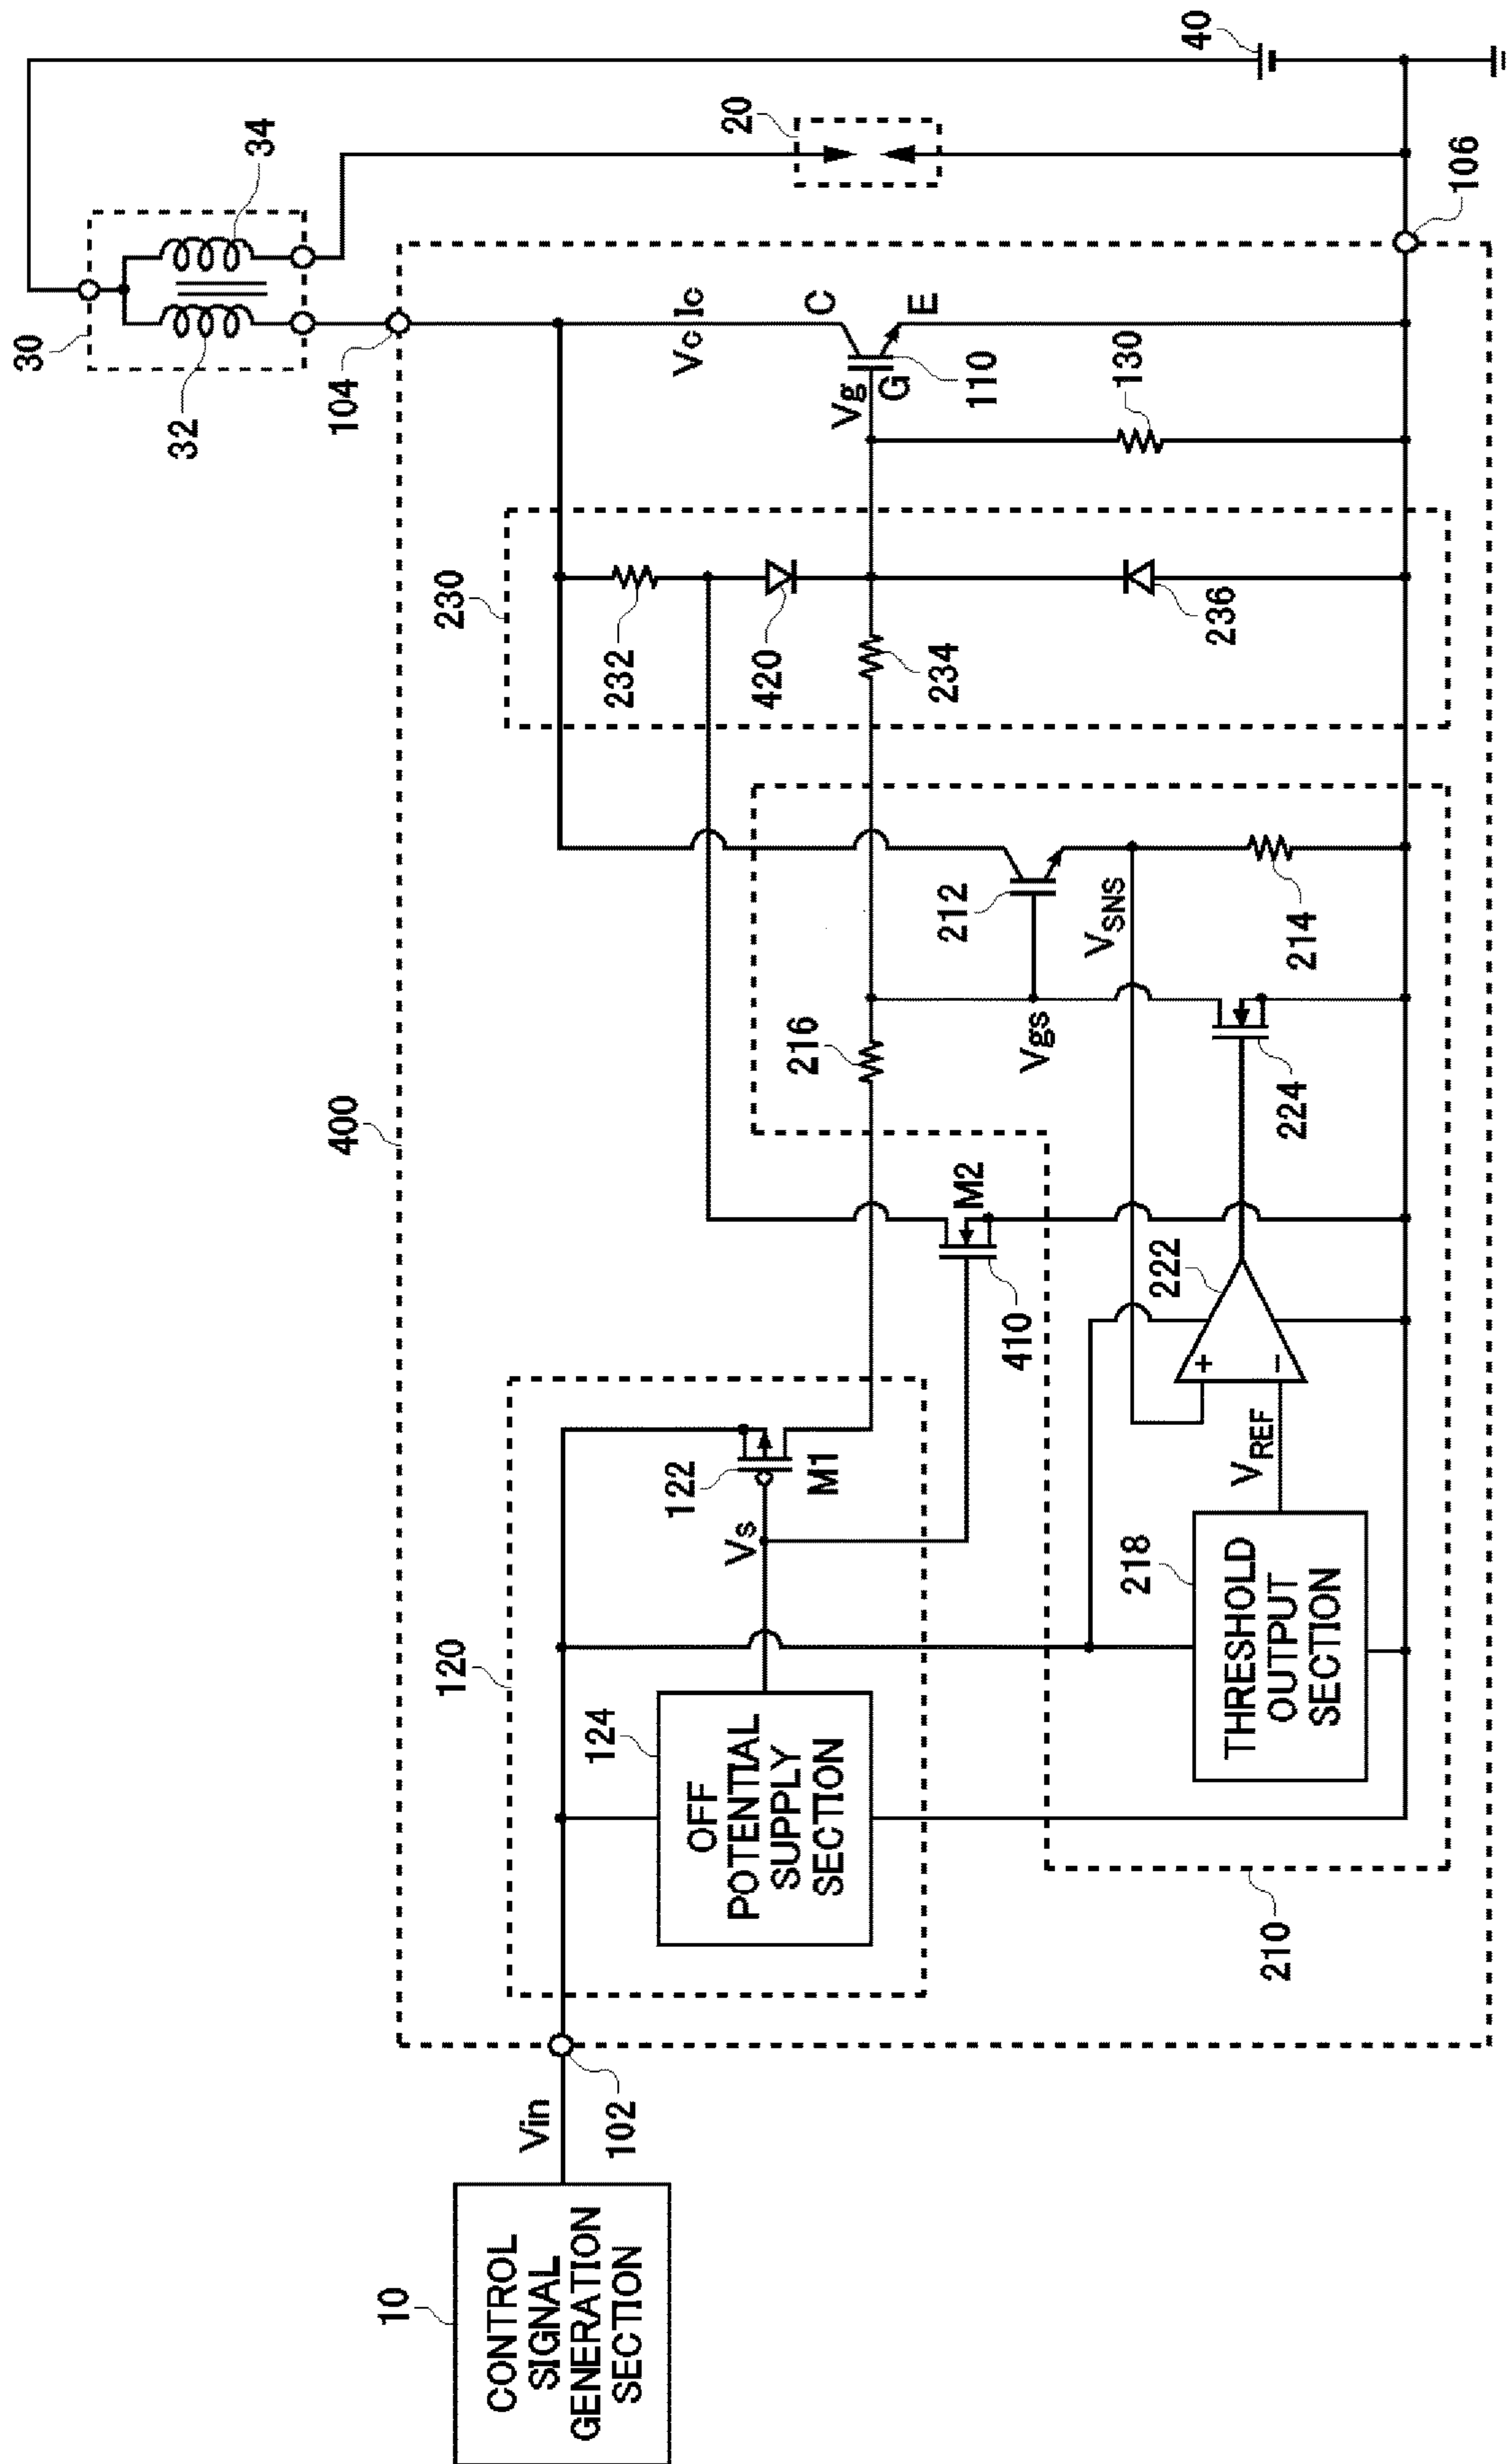 10
CONTROL
SIGNAL
GENERATION
SECTION
Vin
102
400
120
124
OFF
POTENTIAL
SUPPLY
SECTION
Vs
122
M1
410
M2
210
218
THRESHOLD
OUTPUT
SECTION
VREF
222
+
−
224
216
Vgs
212
VSNS
214
230
232
420
234
236
Vc Ic
C
Vg
G
E
110
130
104
106
30
32
34
20
40